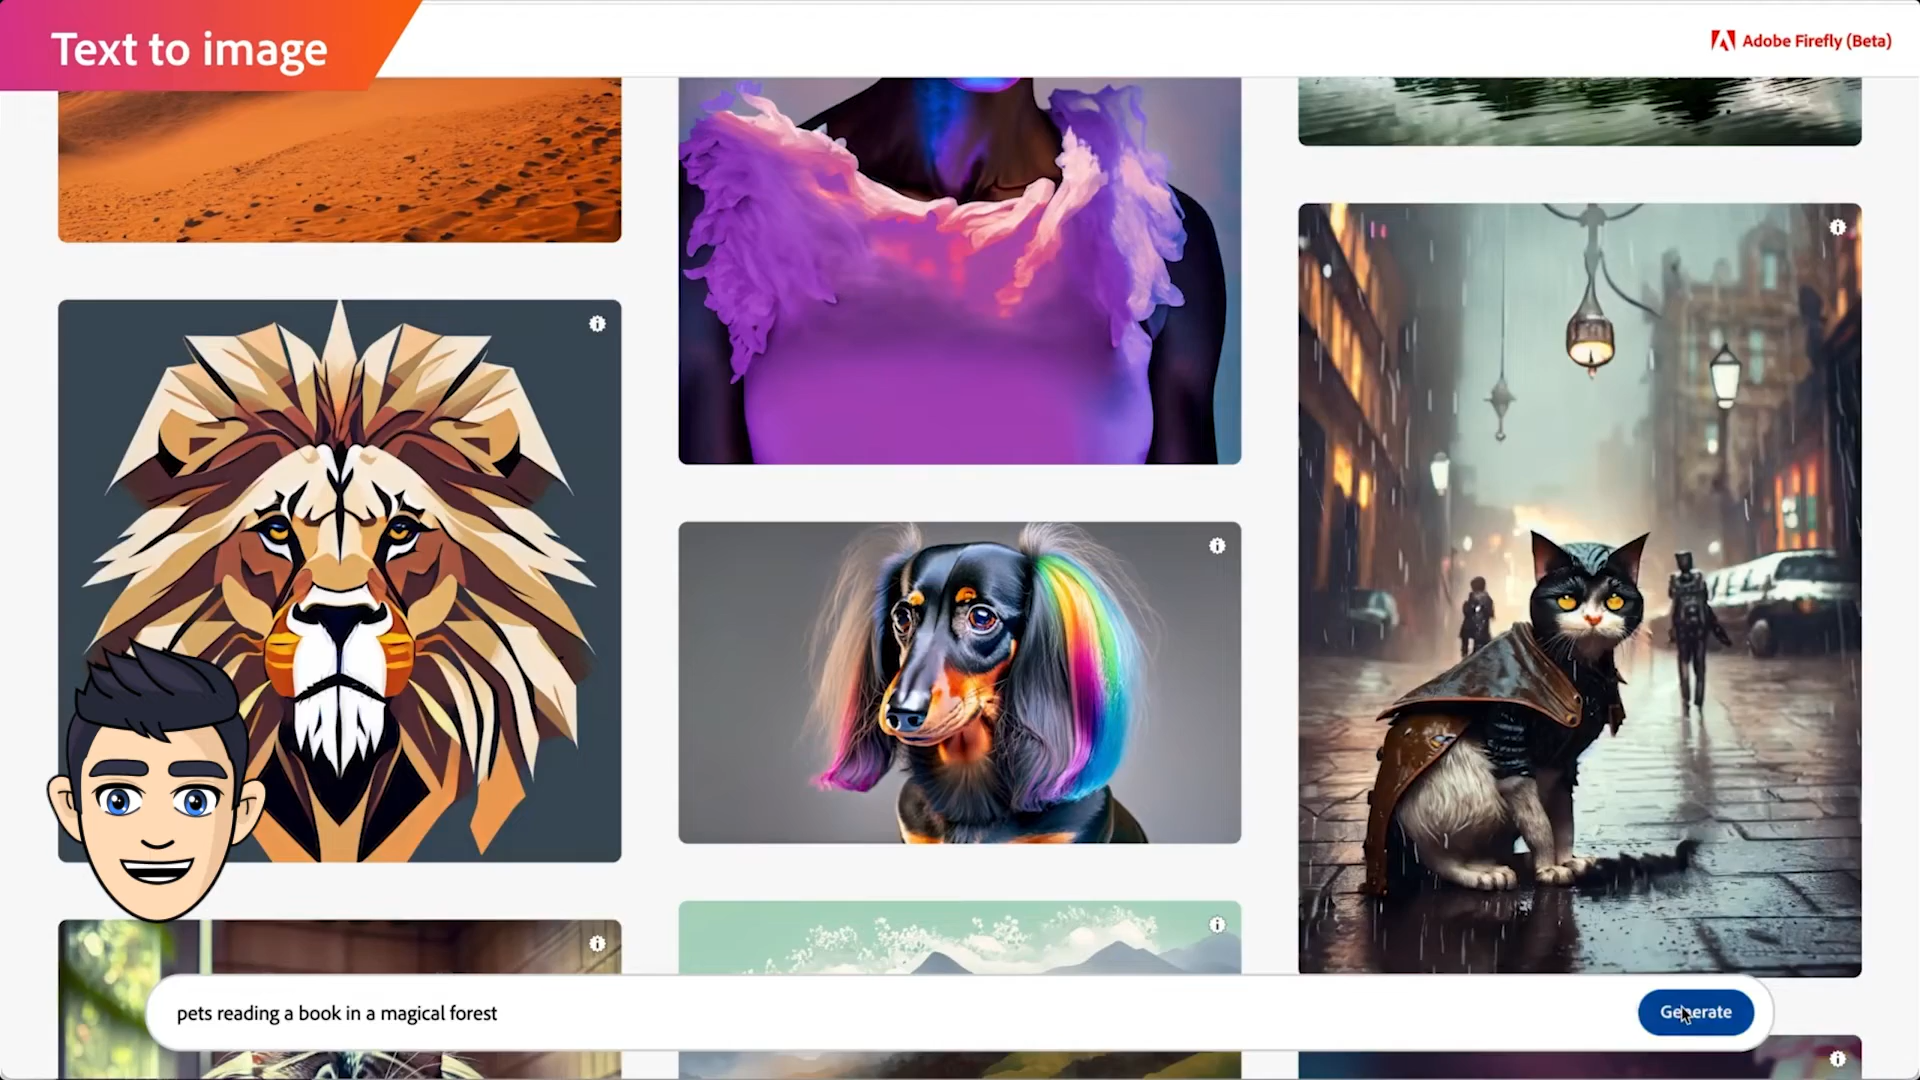 Text to image
Adobe Firefly (Beta)
pets reading a book in a magical forest
Generate